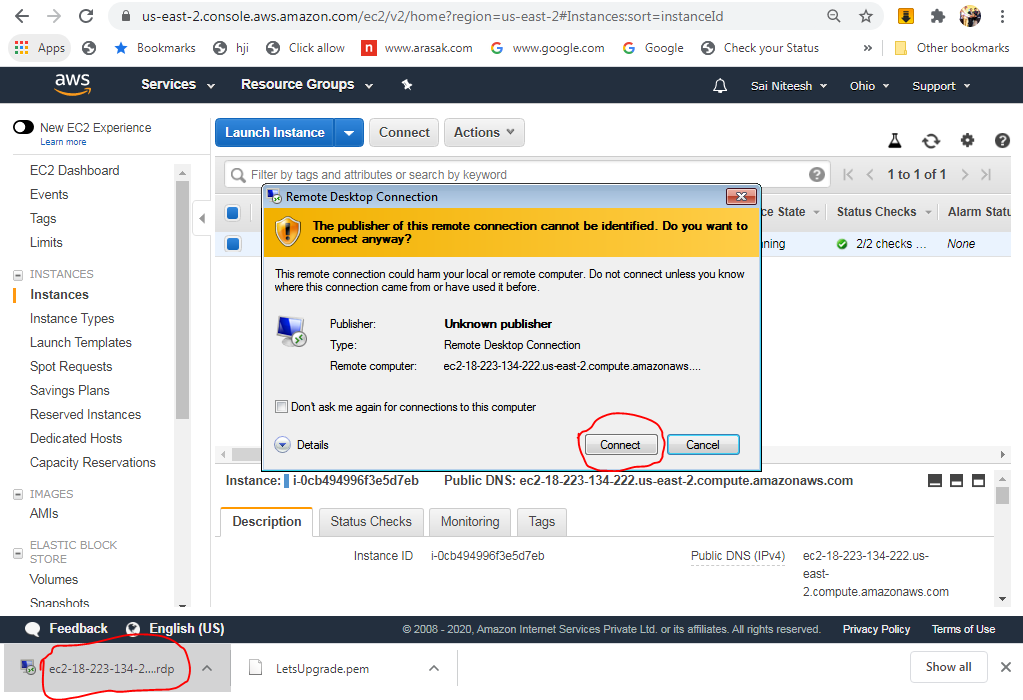 us-east-2.console.aws.amazon.com/ec2/v2/home?region=us-east-2#Instances:sort=instanceId
Apps Bookmarks hji Click allow n www.arasak.com www.google.com Google Check your Status » Other bookmarks
aws Services Resource Groups Sai Niteesh Ohio Support
New EC2 Experience
Learn more
Launch Instance Connect Actions
EC2 Dashboard
Events
Tags
Limits
INSTANCES
Instances
Instance Types
Launch Templates
Spot Requests
Savings Plans
Reserved Instances
Dedicated Hosts
Capacity Reservations
IMAGES
AMIs
ELASTIC BLOCK
STORE
Volumes
Snapshots
Filter by tags and attributes or search by keyword 1 to 1 of 1
ce State Status Checks Alarm Statu
ning 2/2 checks ... None
Remote Desktop Connection
The publisher of this remote connection cannot be identified. Do you want to
connect anyway?
This remote connection could harm your local or remote computer. Do not connect unless you know
where this connection came from or have used it before.
Publisher: Unknown publisher
Type: Remote Desktop Connection
Remote computer: ec2-18-223-134-222.us-east-2.compute.amazonaws....
Don't ask me again for connections to this computer
Details Connect Cancel
Instance: i-0cb494996f3e5d7eb Public DNS: ec2-18-223-134-222.us-east-2.compute.amazonaws.com
Description Status Checks Monitoring Tags
Instance ID i-0cb494996f3e5d7eb Public DNS (IPv4) ec2-18-223-134-222.us-
east-
2.compute.amazonaws.com
Feedback English (US) © 2008 - 2020, Amazon Internet Services Private Ltd. or its affiliates. All rights reserved. Privacy Policy Terms of Use
ec2-18-223-134-2....rdp LetsUpgrade.pem Show all